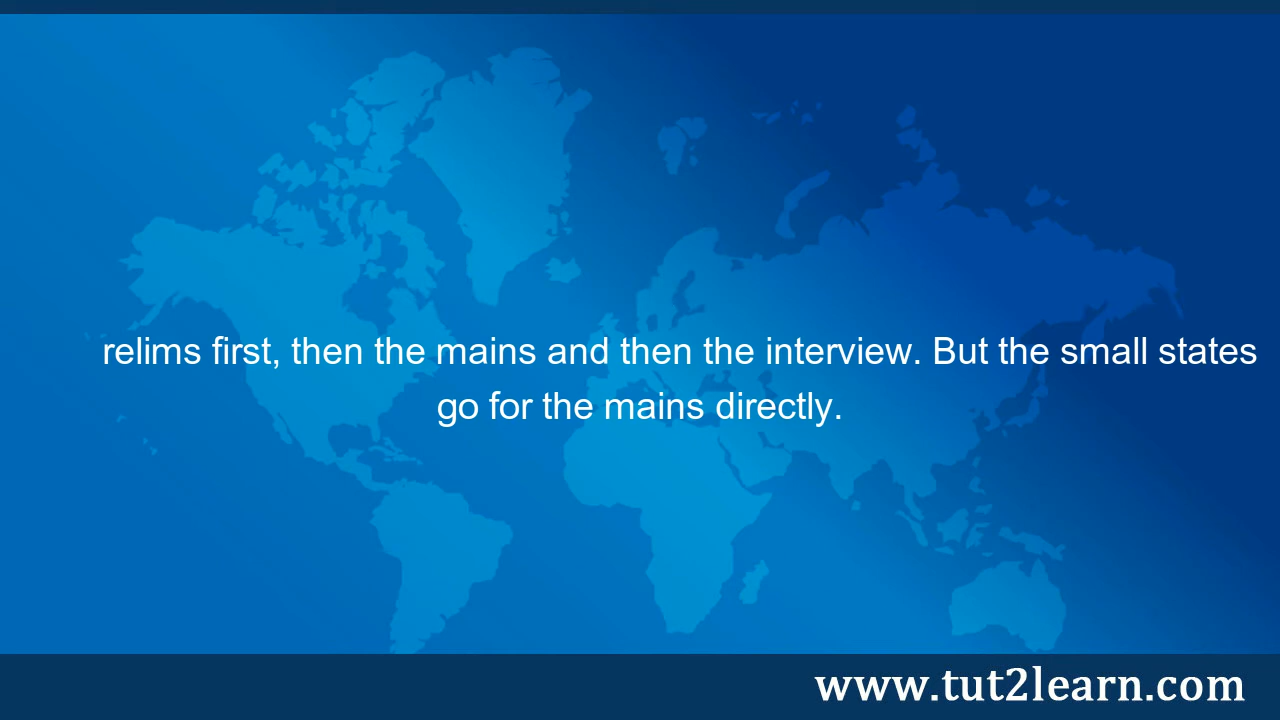 relims first, then the mains and then the interview. But the small states
go for the mains directly.
www.tut2learn.com